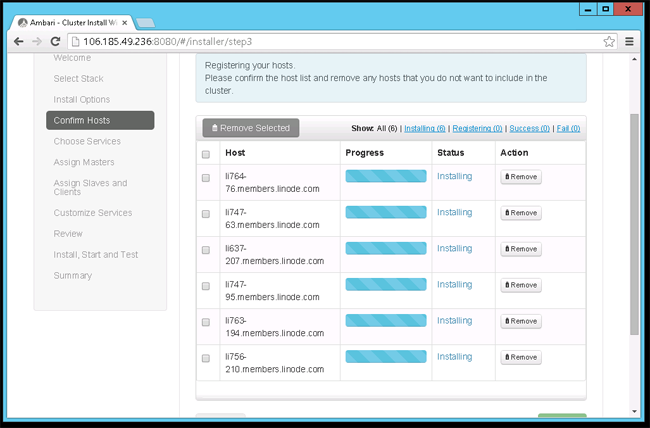 Ambari - Cluster Install W
106.185.49.236:8080/#/installer/step3
Welcome
Select Stack
Install Options
Confirm Hosts
Choose Services
Assign Masters
Assign Slaves and
Clients
Customize Services
Review
Install, Start and Test
Summary
Registering your hosts.
Please confirm the host list and remove any hosts that you do not want to include in the
cluster.
Remove Selected
Show: All (6) | Installing (6) | Registering (0) | Success (0) | Fail (0)
Host Progress Status Action
li764-
76.members.linode.com
Installing
Remove
li747-
63.members.linode.com
Installing
Remove
li637-
207.members.linode.com
Installing
Remove
li747-
95.members.linode.com
Installing
Remove
li763-
194.members.linode.com
Installing
Remove
li756-
210.members.linode.com
Installing
Remove